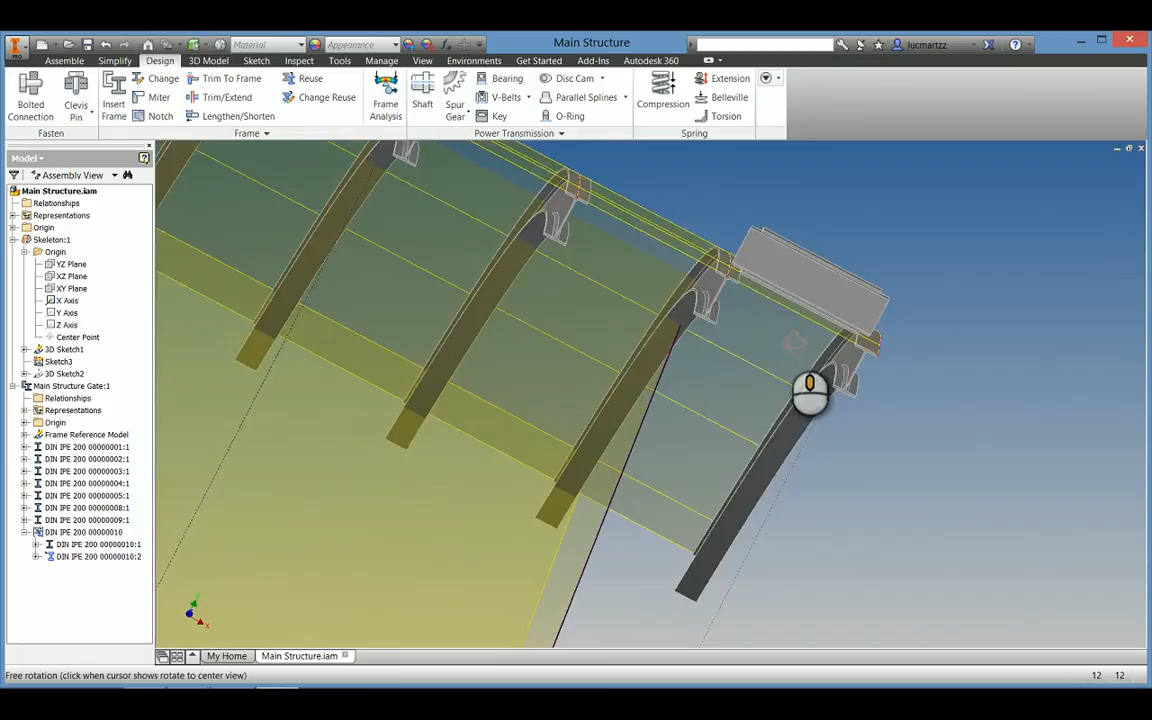 Material
Appearance
Main Structure
lucmartzz
PRO
Assemble Simplify Design 3D Model Sketch Inspect Tools Manage View Environments Get Started Add-Ins Autodesk 360
Change Trim To Frame Reuse Bearing Disc Cam Extension
Miter Trim/Extend Change Reuse V-Belts Parallel Splines Belleville
Notch Lengthen/Shorten Key O-Ring Torsion
Bolted Connection
Clevis Pin
Insert Frame
Frame Analysis
Shaft
Spur Gear
Compression
Fasten Frame Power Transmission Spring
Model
Assembly View
Main Structure.iam
Relationships
Representations
Origin
Skeleton:1
Origin
YZ Plane
XZ Plane
XY Plane
X Axis
Y Axis
Z Axis
Center Point
3D Sketch1
Sketch3
3D Sketch2
Main Structure Gate:1
Relationships
Representations
Origin
Frame Reference Model
DIN IPE 200 00000001:1
DIN IPE 200 00000002:1
DIN IPE 200 00000003:1
DIN IPE 200 00000004:1
DIN IPE 200 00000005:1
DIN IPE 200 00000008:1
DIN IPE 200 00000009:1
DIN IPE 200 00000010
DIN IPE 200 00000010:1
DIN IPE 200 00000010:2
My Home Main Structure.iam
Free rotation (click when cursor shows rotate to center view) 12 12